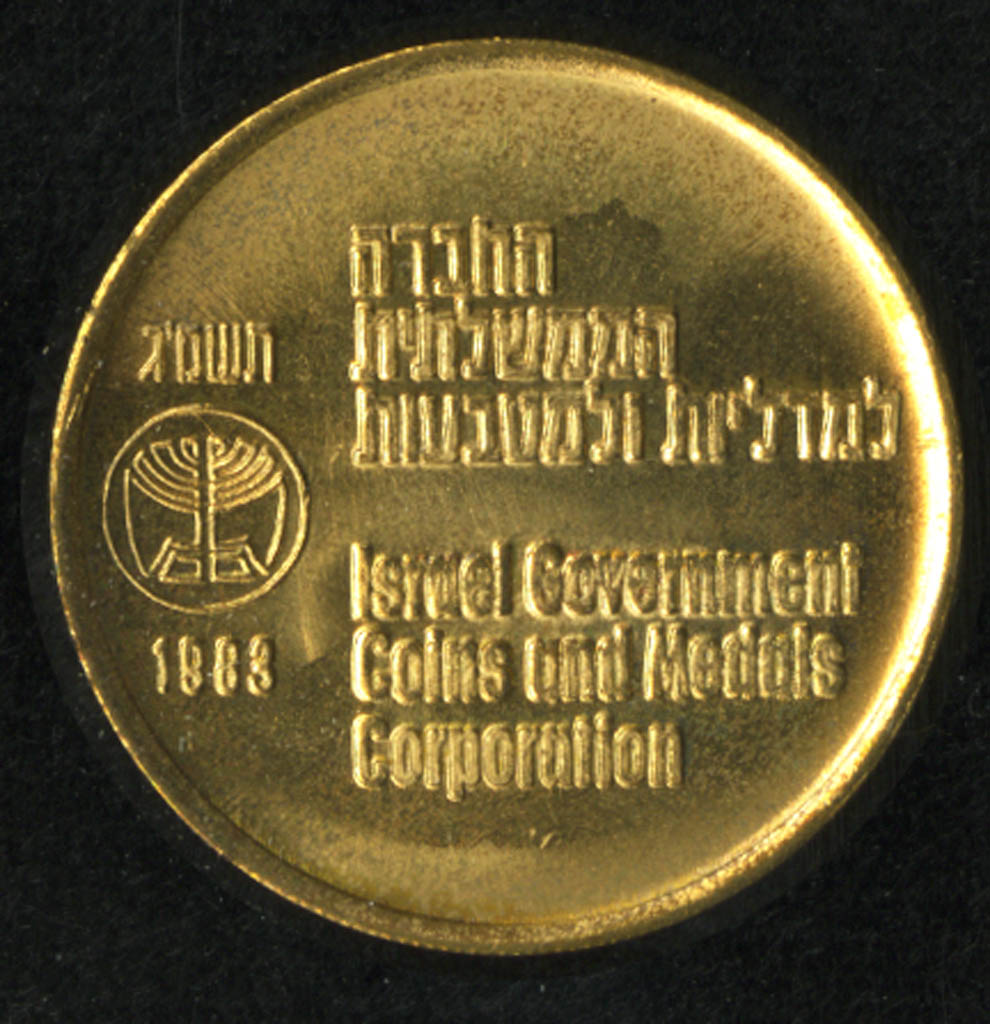 החברה
הממשלתית
למדליות ולמטבעות
תשמ"ג
Israel Government
Coins and Medals
Corporation
1983